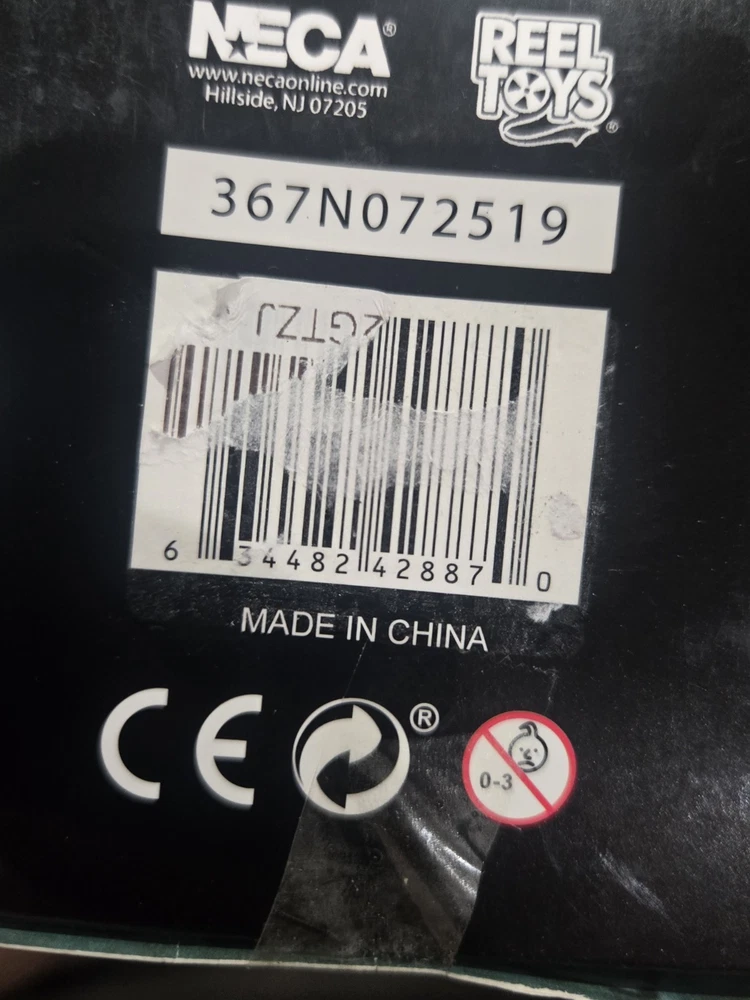 NECA®
www.necaonline.com
Hillside, NJ 07205
REEL
TOYS®
367N072519
ZGTZJ
6 34482 42887 0
MADE IN CHINA
CE ®
0-3